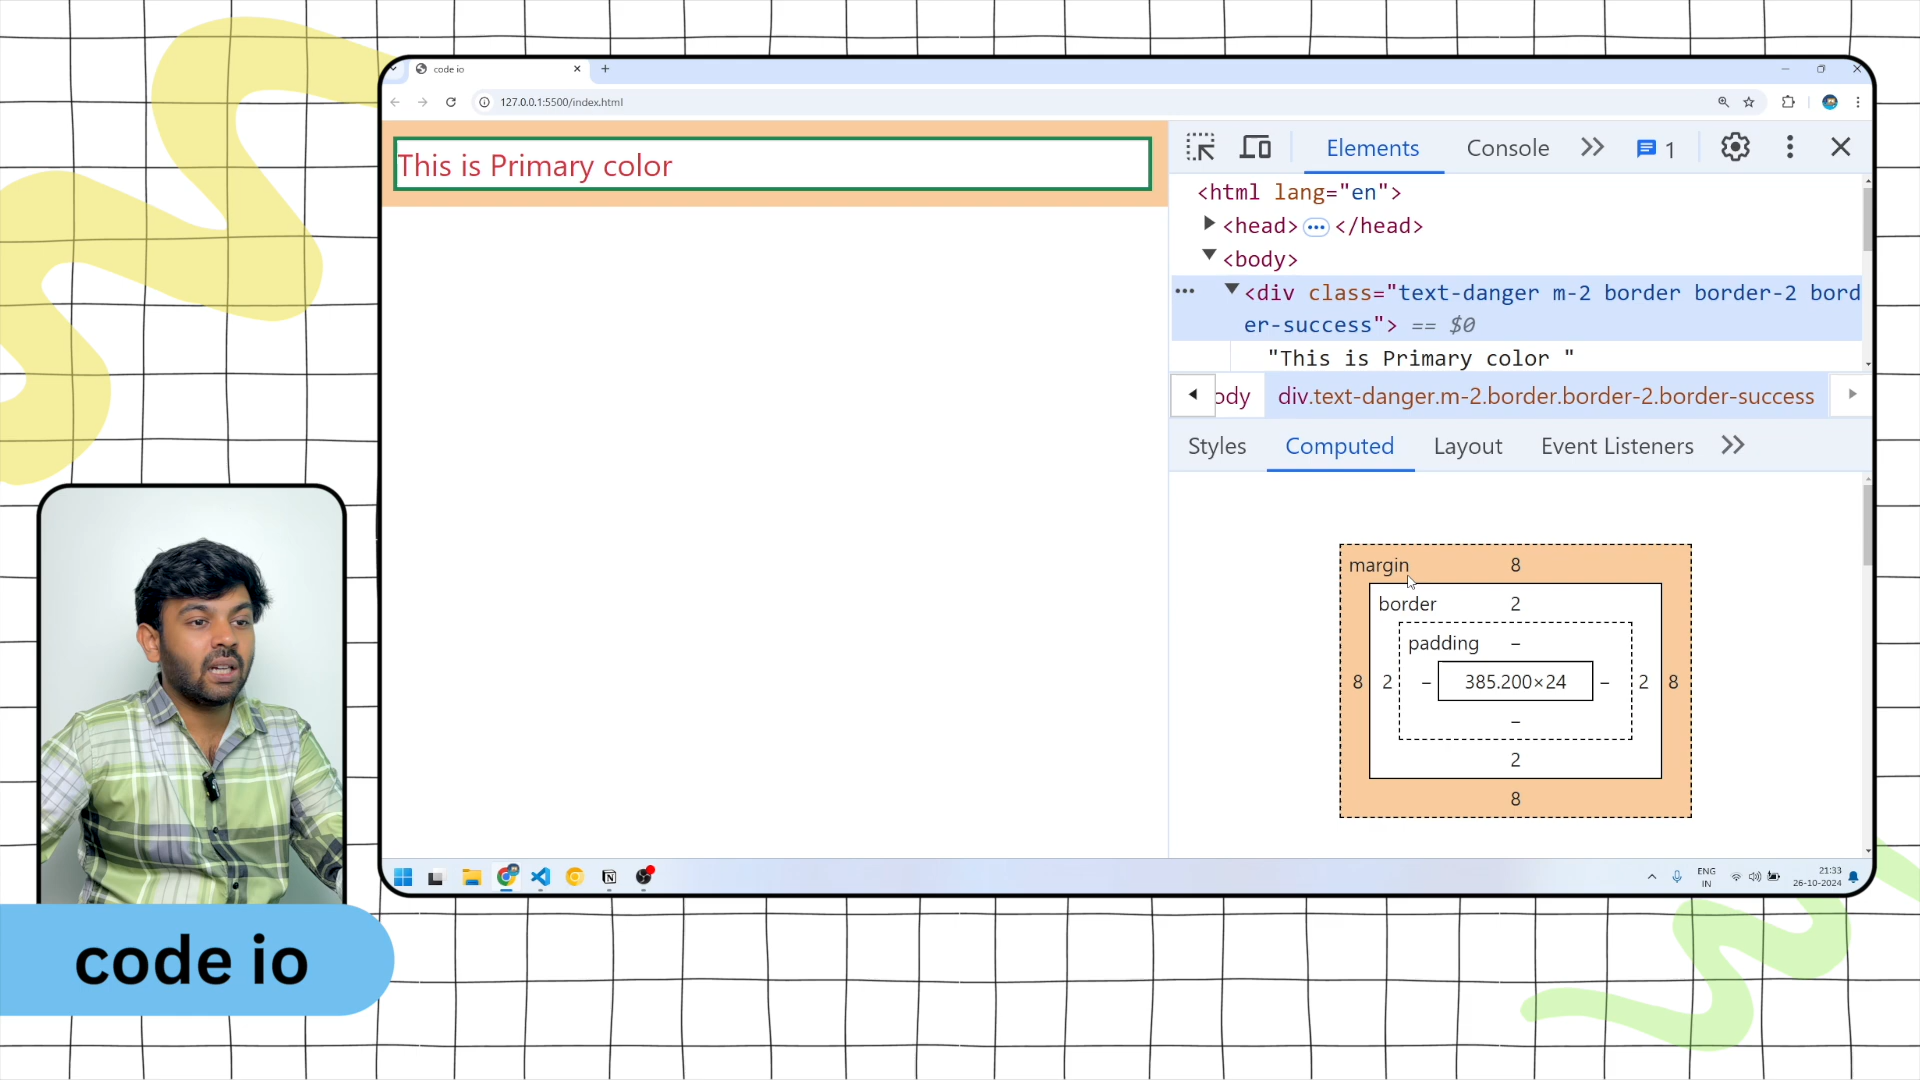 code io
127.0.0.1:5500/index.html
This is Primary color
Elements
Console
1
<html lang="en">
<head> ••• </head>
<body>
••• <div class="text-danger m-2 border border-2 bord
er-success"> == $0
"This is Primary color "
ody
div.text-danger.m-2.border.border-2.border-success
Styles
Computed
Layout
Event Listeners
margin 8
border 2
padding –
8 2 – 385.200×24 – 2 8
–
2
8
ENG
IN
21:33
26-10-2024
code io